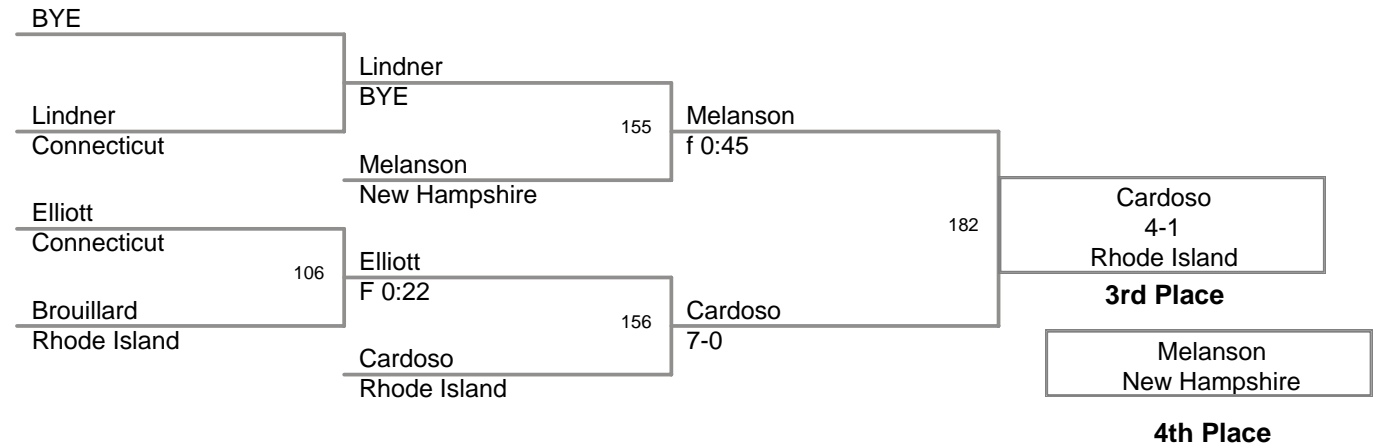 BYE
Lindner
BYE
Lindner
Connecticut
155
Melanson
f 0:45
Melanson
New Hampshire
Elliott
Connecticut
106
Elliott
F 0:22
Brouillard
Rhode Island
156
Cardoso
7-0
Cardoso
Rhode Island
182
Cardoso
4-1
Rhode Island
3rd Place
Melanson
New Hampshire
4th Place